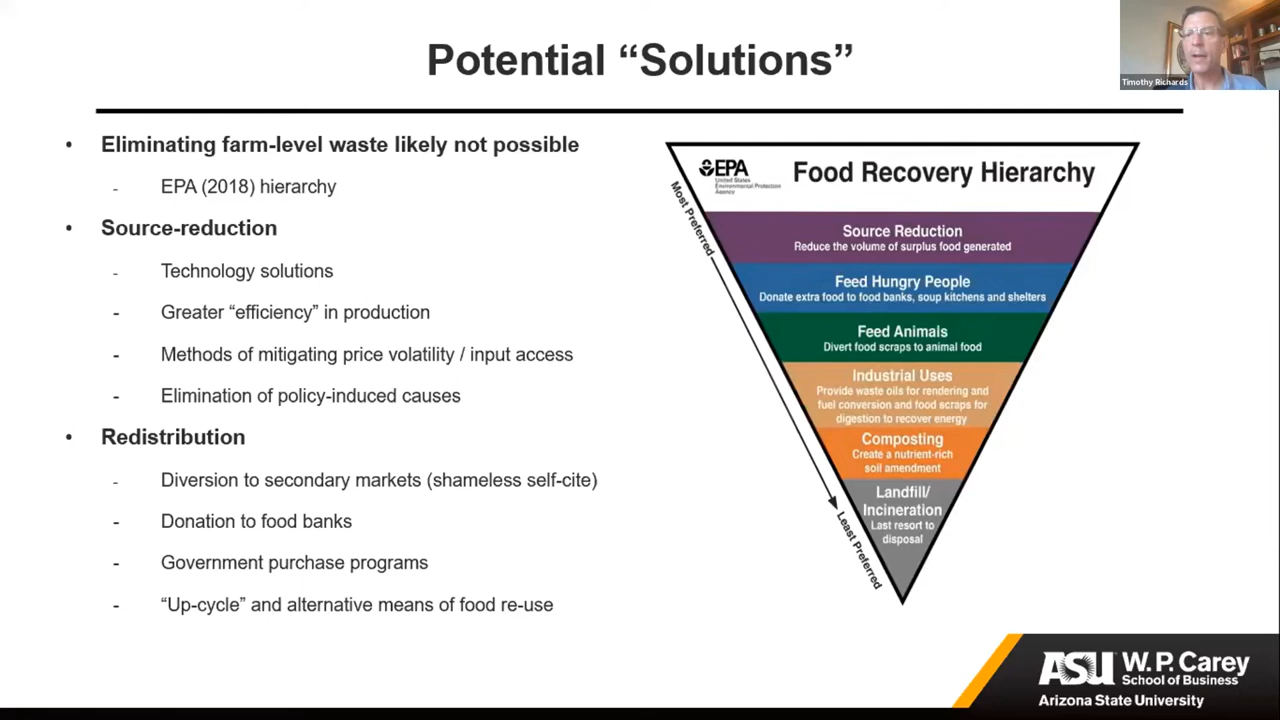 Potential “Solutions”
Timothy Richards
• Eliminating farm-level waste likely not possible
- EPA (2018) hierarchy
• Source-reduction
- Technology solutions
- Greater “efficiency” in production
- Methods of mitigating price volatility / input access
- Elimination of policy-induced causes
• Redistribution
- Diversion to secondary markets (shameless self-cite)
- Donation to food banks
- Government purchase programs
- “Up-cycle” and alternative means of food re-use
EPA
United States
Environmental Protection
Agency
Food Recovery Hierarchy
Most Preferred
Source Reduction
Reduce the volume of surplus food generated
Feed Hungry People
Donate extra food to food banks, soup kitchens and shelters
Feed Animals
Divert food scraps to animal food
Industrial Uses
Provide waste oils for rendering and
fuel conversion and food scraps for
digestion to recover energy
Composting
Create a nutrient-rich
soil amendment
Landfill/
Incineration
Last resort to
disposal
Least Preferred
ASU W. P. Carey
School of Business
Arizona State University